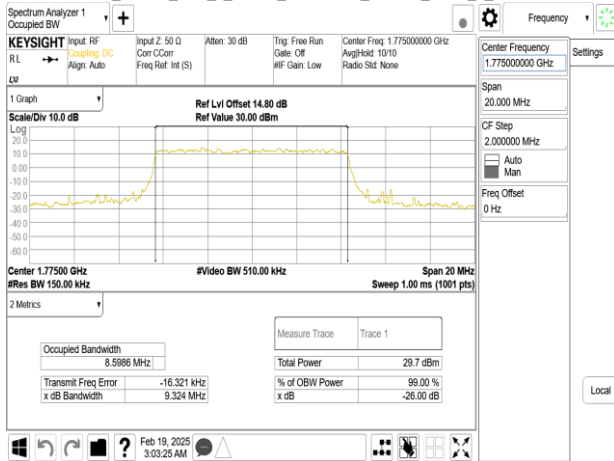 Spectrum Analyzer 1
Occupied BW
Frequency
KEYSIGHT
RL
LXI
Input: RF
Coupling: DC
Align: Auto
Input Z: 50 Ω
Corr CCorr
Freq Ref: Int (S)
Atten: 30 dB
Trig: Free Run
Gate: Off
#IF Gain: Low
Center Freq: 1.775000000 GHz
Avg|Hold: 10/10
Radio Std: None
Center Frequency
1.775000000 GHz
Settings
Span
20.000 MHz
CF Step
2.000000 MHz
Auto
Man
Freq Offset
0 Hz
1 Graph
Scale/Div 10.0 dB
Ref Lvl Offset 14.80 dB
Ref Value 30.00 dBm
Log
20.0
10.0
0.00
-10.0
-20.0
-30.0
-40.0
-50.0
-60.0
Center 1.77500 GHz
#Res BW 150.00 kHz
#Video BW 510.00 kHz
Span 20 MHz
Sweep 1.00 ms (1001 pts)
2 Metrics
Measure Trace Trace 1
Occupied Bandwidth
8.5986 MHz
Total Power 29.7 dBm
Transmit Freq Error -16.321 kHz
% of OBW Power 99.00 %
x dB Bandwidth 9.324 MHz
x dB -26.00 dB
Local
Feb 19, 2025
3:03:25 AM